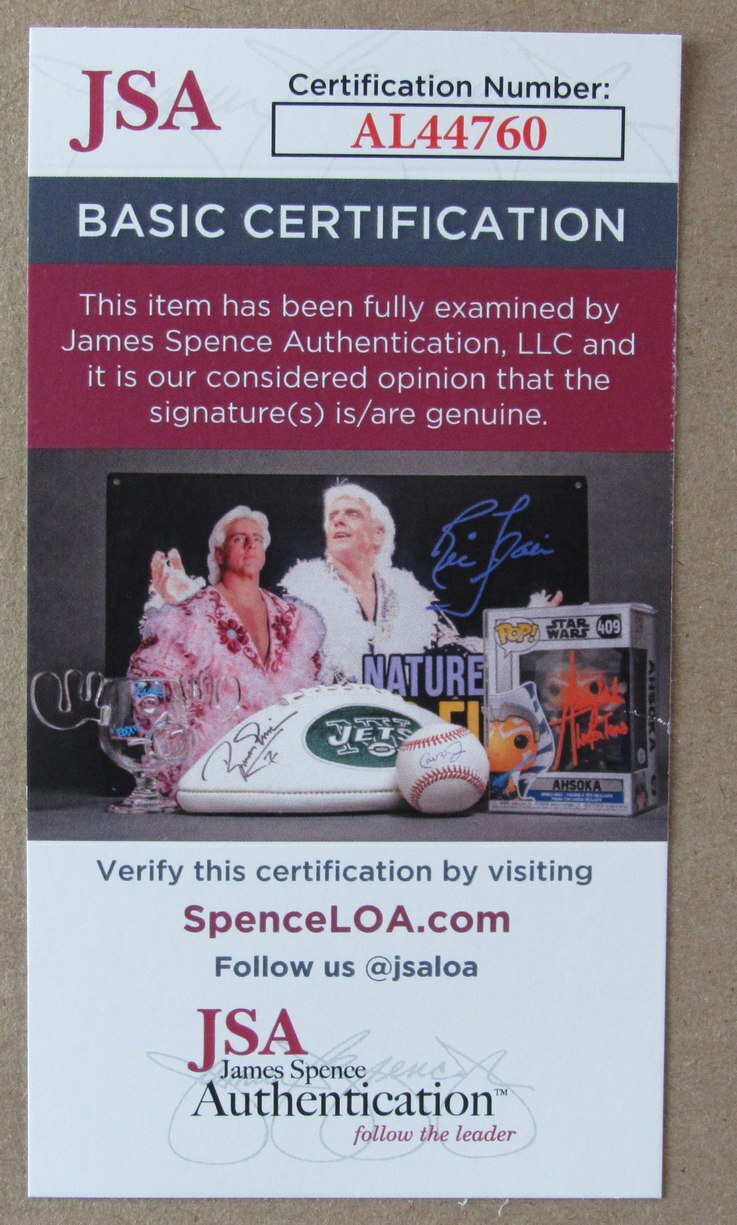 JSA
Certification Number:
AL44760
BASIC CERTIFICATION
This item has been fully examined by
James Spence Authentication, LLC and
it is our considered opinion that the
signature(s) is/are genuine.
NATURE
JETS
POP!
STAR
WARS
409
AHSOKA
AHSOKA
Verify this certification by visiting
SpenceLOA.com
Follow us @jsaloa
JSA
James Spence
Authentication™
follow the leader